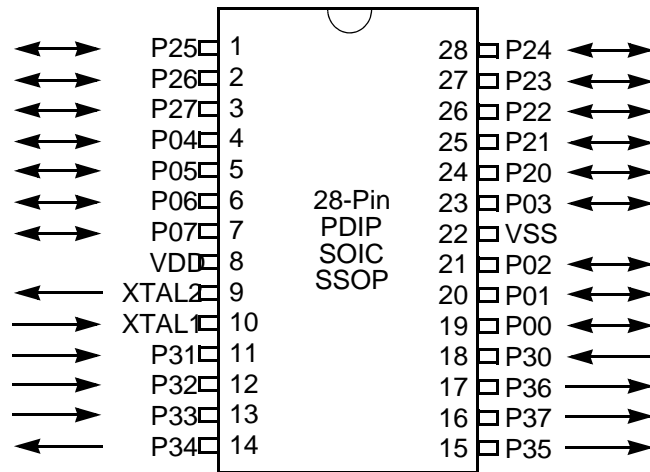 P25 1 28 P24
P26 2 27 P23
P27 3 26 P22
P04 4 25 P21
P05 5 24 P20
P06 6 28-Pin 23 P03
P07 7 PDIP 22 VSS
VDD 8 SOIC 21 P02
XTAL2 9 SSOP 20 P01
XTAL1 10 19 P00
P31 11 18 P30
P32 12 17 P36
P33 13 16 P37
P34 14 15 P35